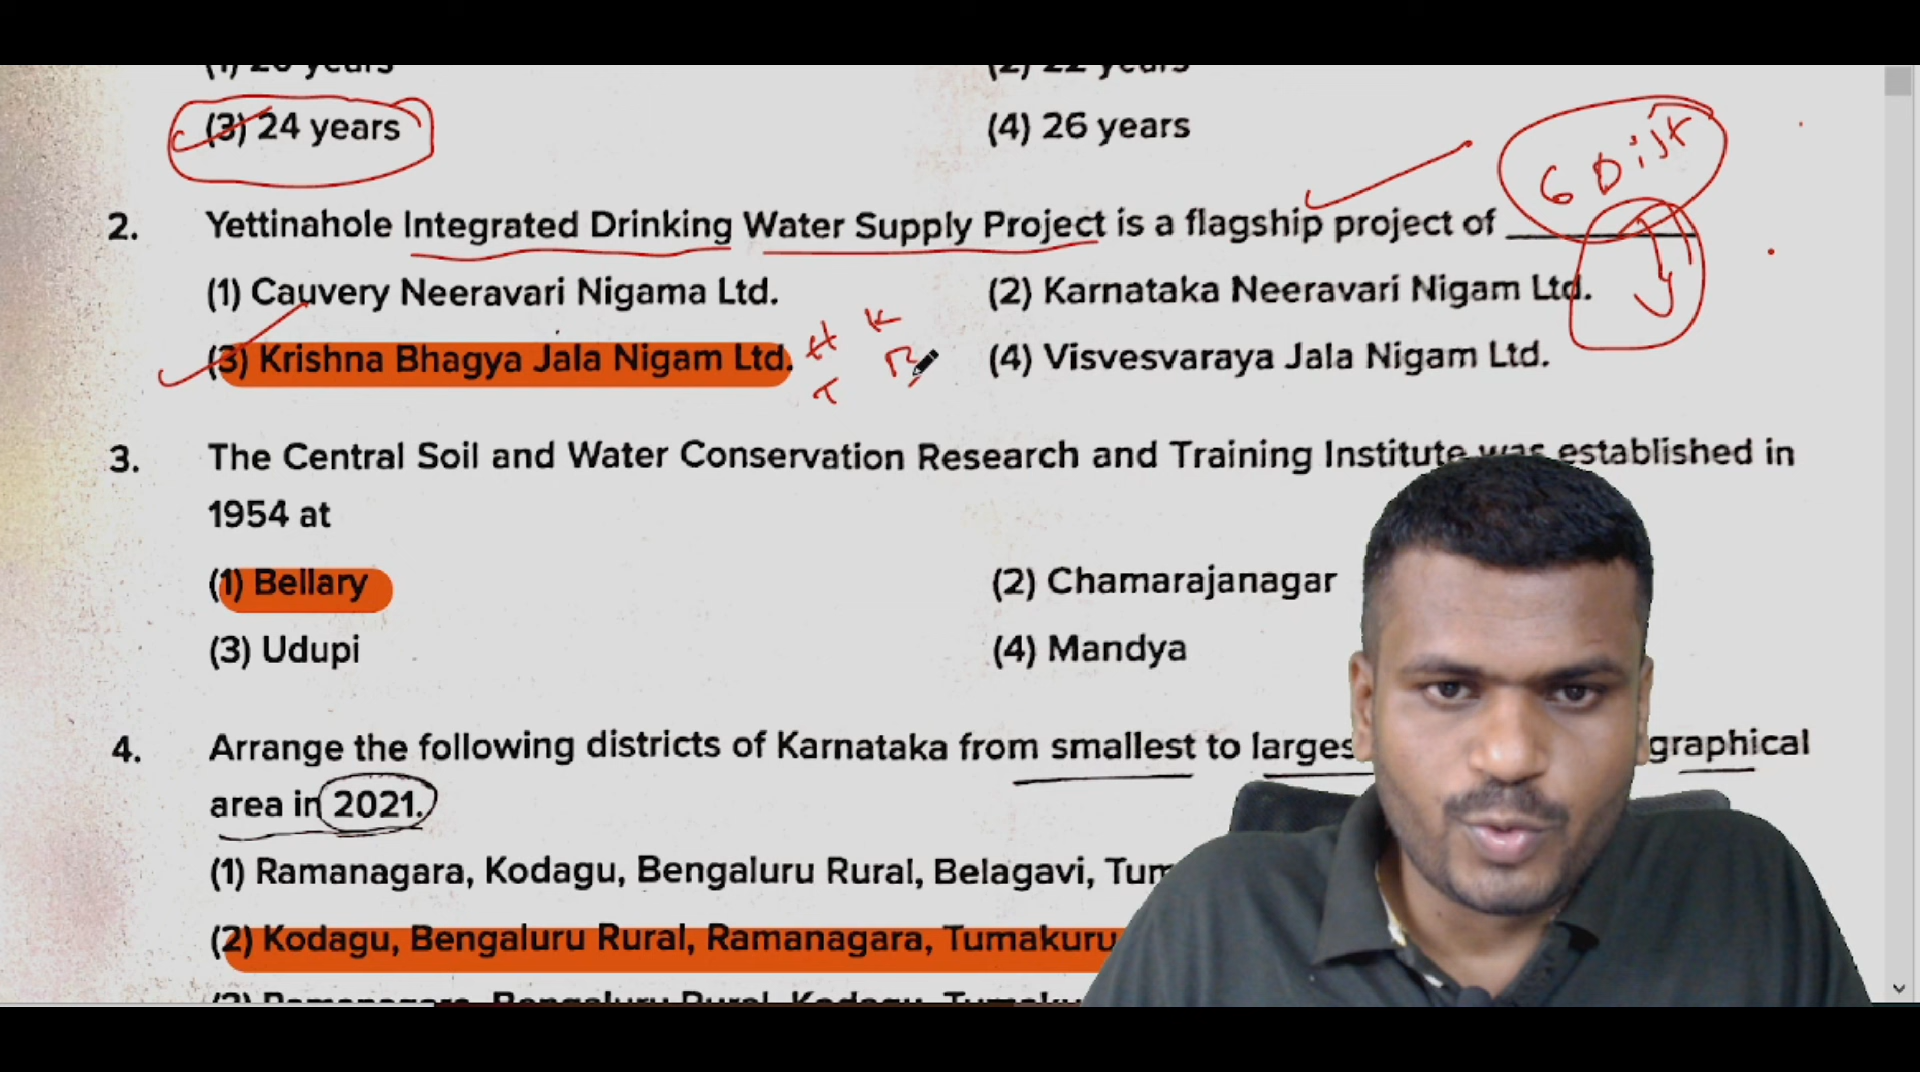 (3) 24 years
(4) 26 years
6 Dist
2. Yettinahole Integrated Drinking Water Supply Project is a flagship project of
(1) Cauvery Neeravari Nigama Ltd.
(2) Karnataka Neeravari Nigam Ltd.
(3) Krishna Bhagya Jala Nigam Ltd.
H K
T B
(4) Visvesvaraya Jala Nigam Ltd.
3. The Central Soil and Water Conservation Research and Training Institute was established in
1954 at
(1) Bellary
(2) Chamarajanagar
(3) Udupi
(4) Mandya
4. Arrange the following districts of Karnataka from smallest to graphical
area in 2021.
(1) Ramanagara, Kodagu, Bengaluru Rural, Belagavi,
(2) Kodagu, Bengaluru Rural, Ramanagara, Tumakuru